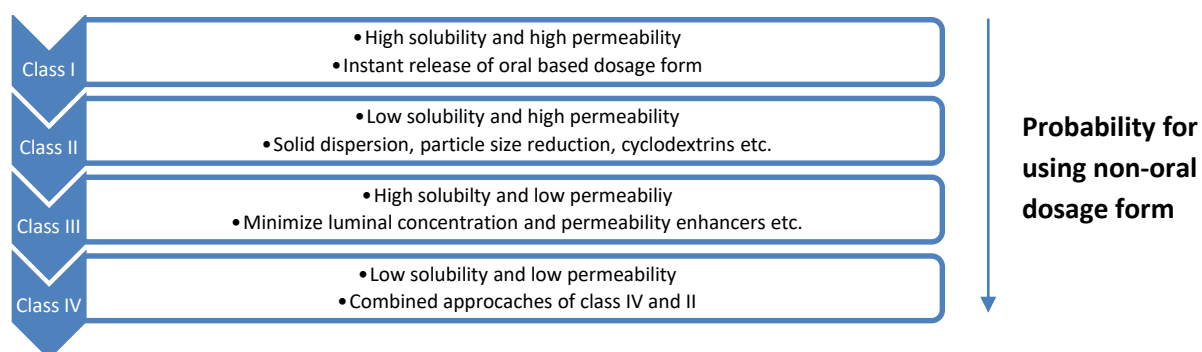 Class I
•High solubility and high permeability
•Instant release of oral based dosage form
Class II
•Low solubility and high permeability
•Solid dispersion, particle size reduction, cyclodextrins etc.
Class III
•High solubilty and low permeabiliy
•Minimize luminal concentration and permeability enhancers etc.
Class IV
•Low solubility and low permeability
•Combined approcaches of class IV and II
Probability for
using non-oral
dosage form